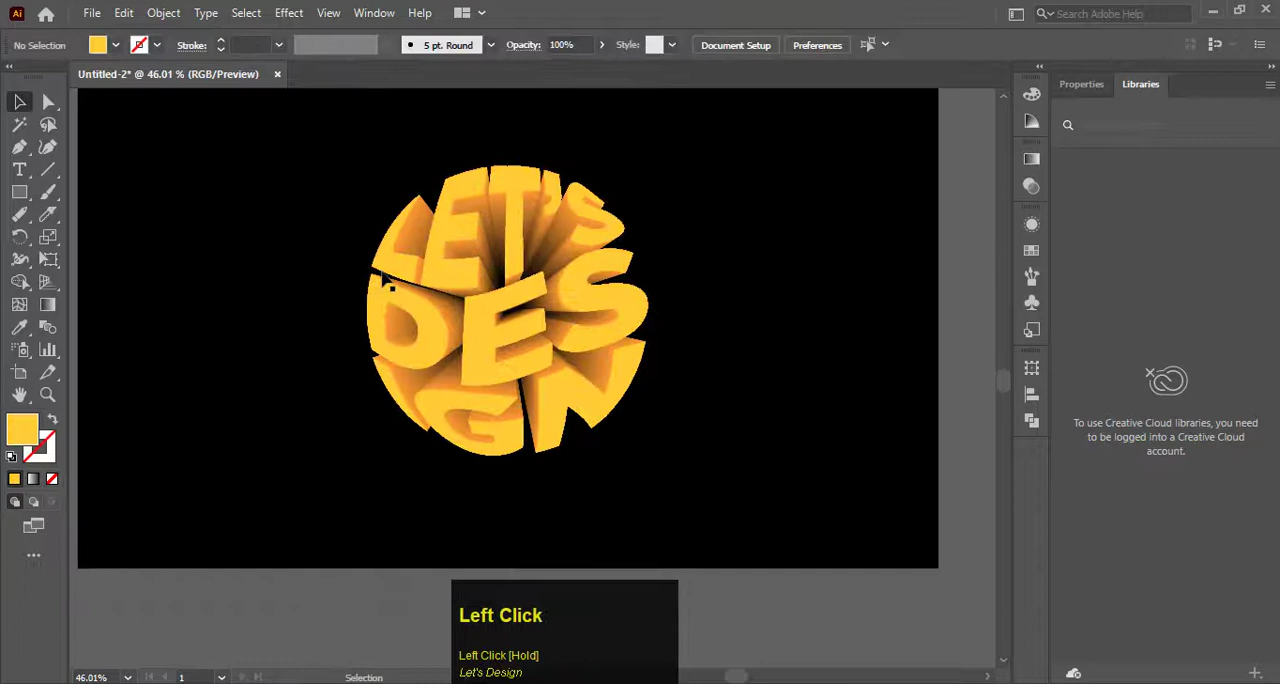 Ai File Edit Object Type Select Effect View Window Help Search Adobe Help
No Selection Stroke: 5 pt. Round Opacity: 100% Style: Document Setup Preferences
Untitled-2* @ 46.01 % (RGB/Preview) × Properties Libraries
LET'S
DES
GN
To use Creative Cloud libraries, you need
to be logged into a Creative Cloud
account.
Left Click
Left Click [Hold]
Let's Design
46.01% 1 Selection